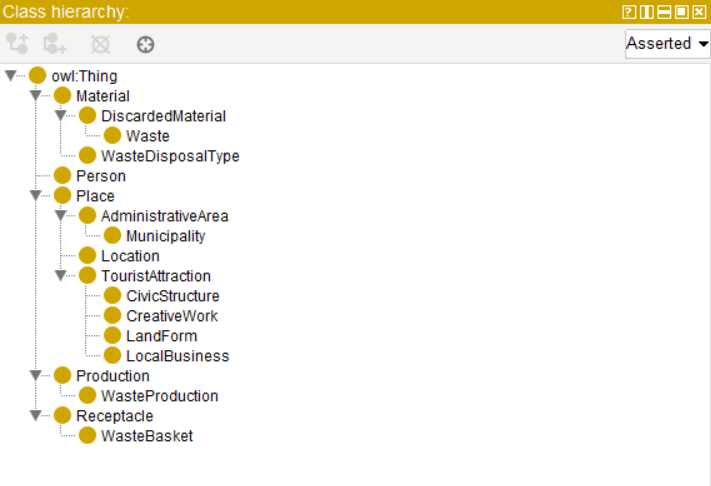 Class hierarchy:
Asserted
owl:Thing
Material
DiscardedMaterial
Waste
WasteDisposalType
Person
Place
AdministrativeArea
Municipality
Location
TouristAttraction
CivicStructure
CreativeWork
LandForm
LocalBusiness
Production
WasteProduction
Receptacle
WasteBasket